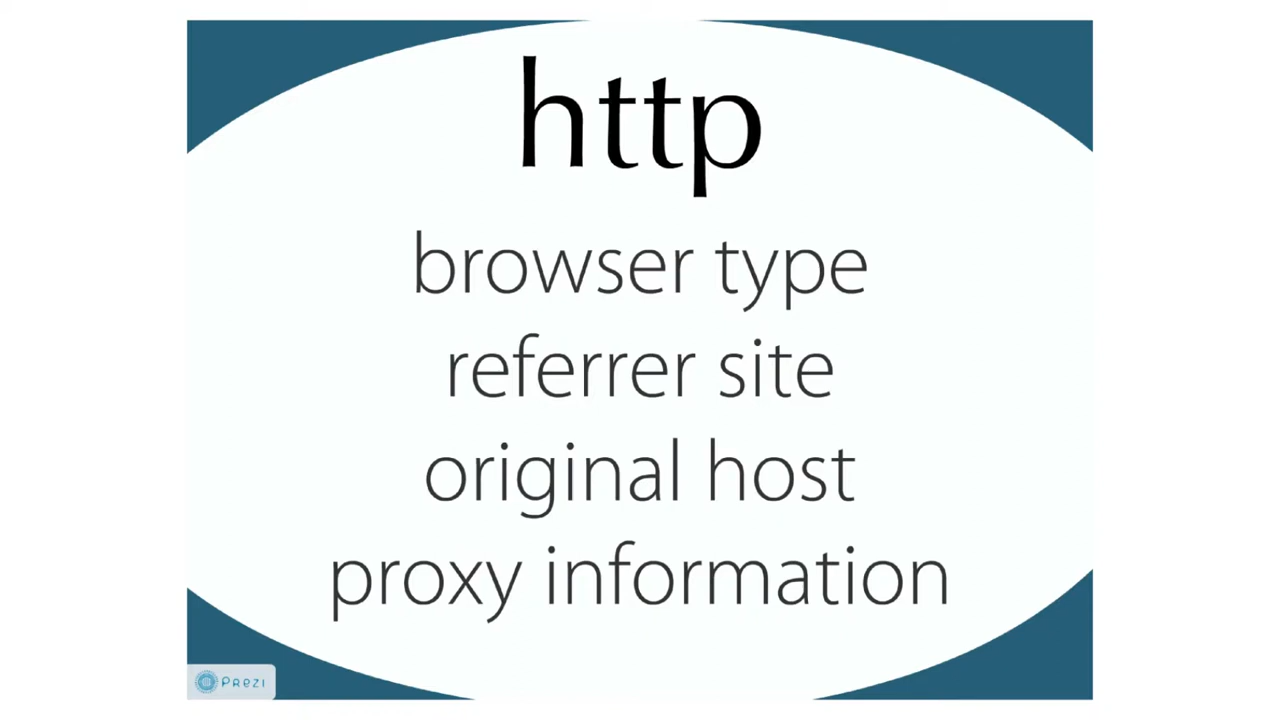 http
browser type
referrer site
original host
proxy information
Prezi